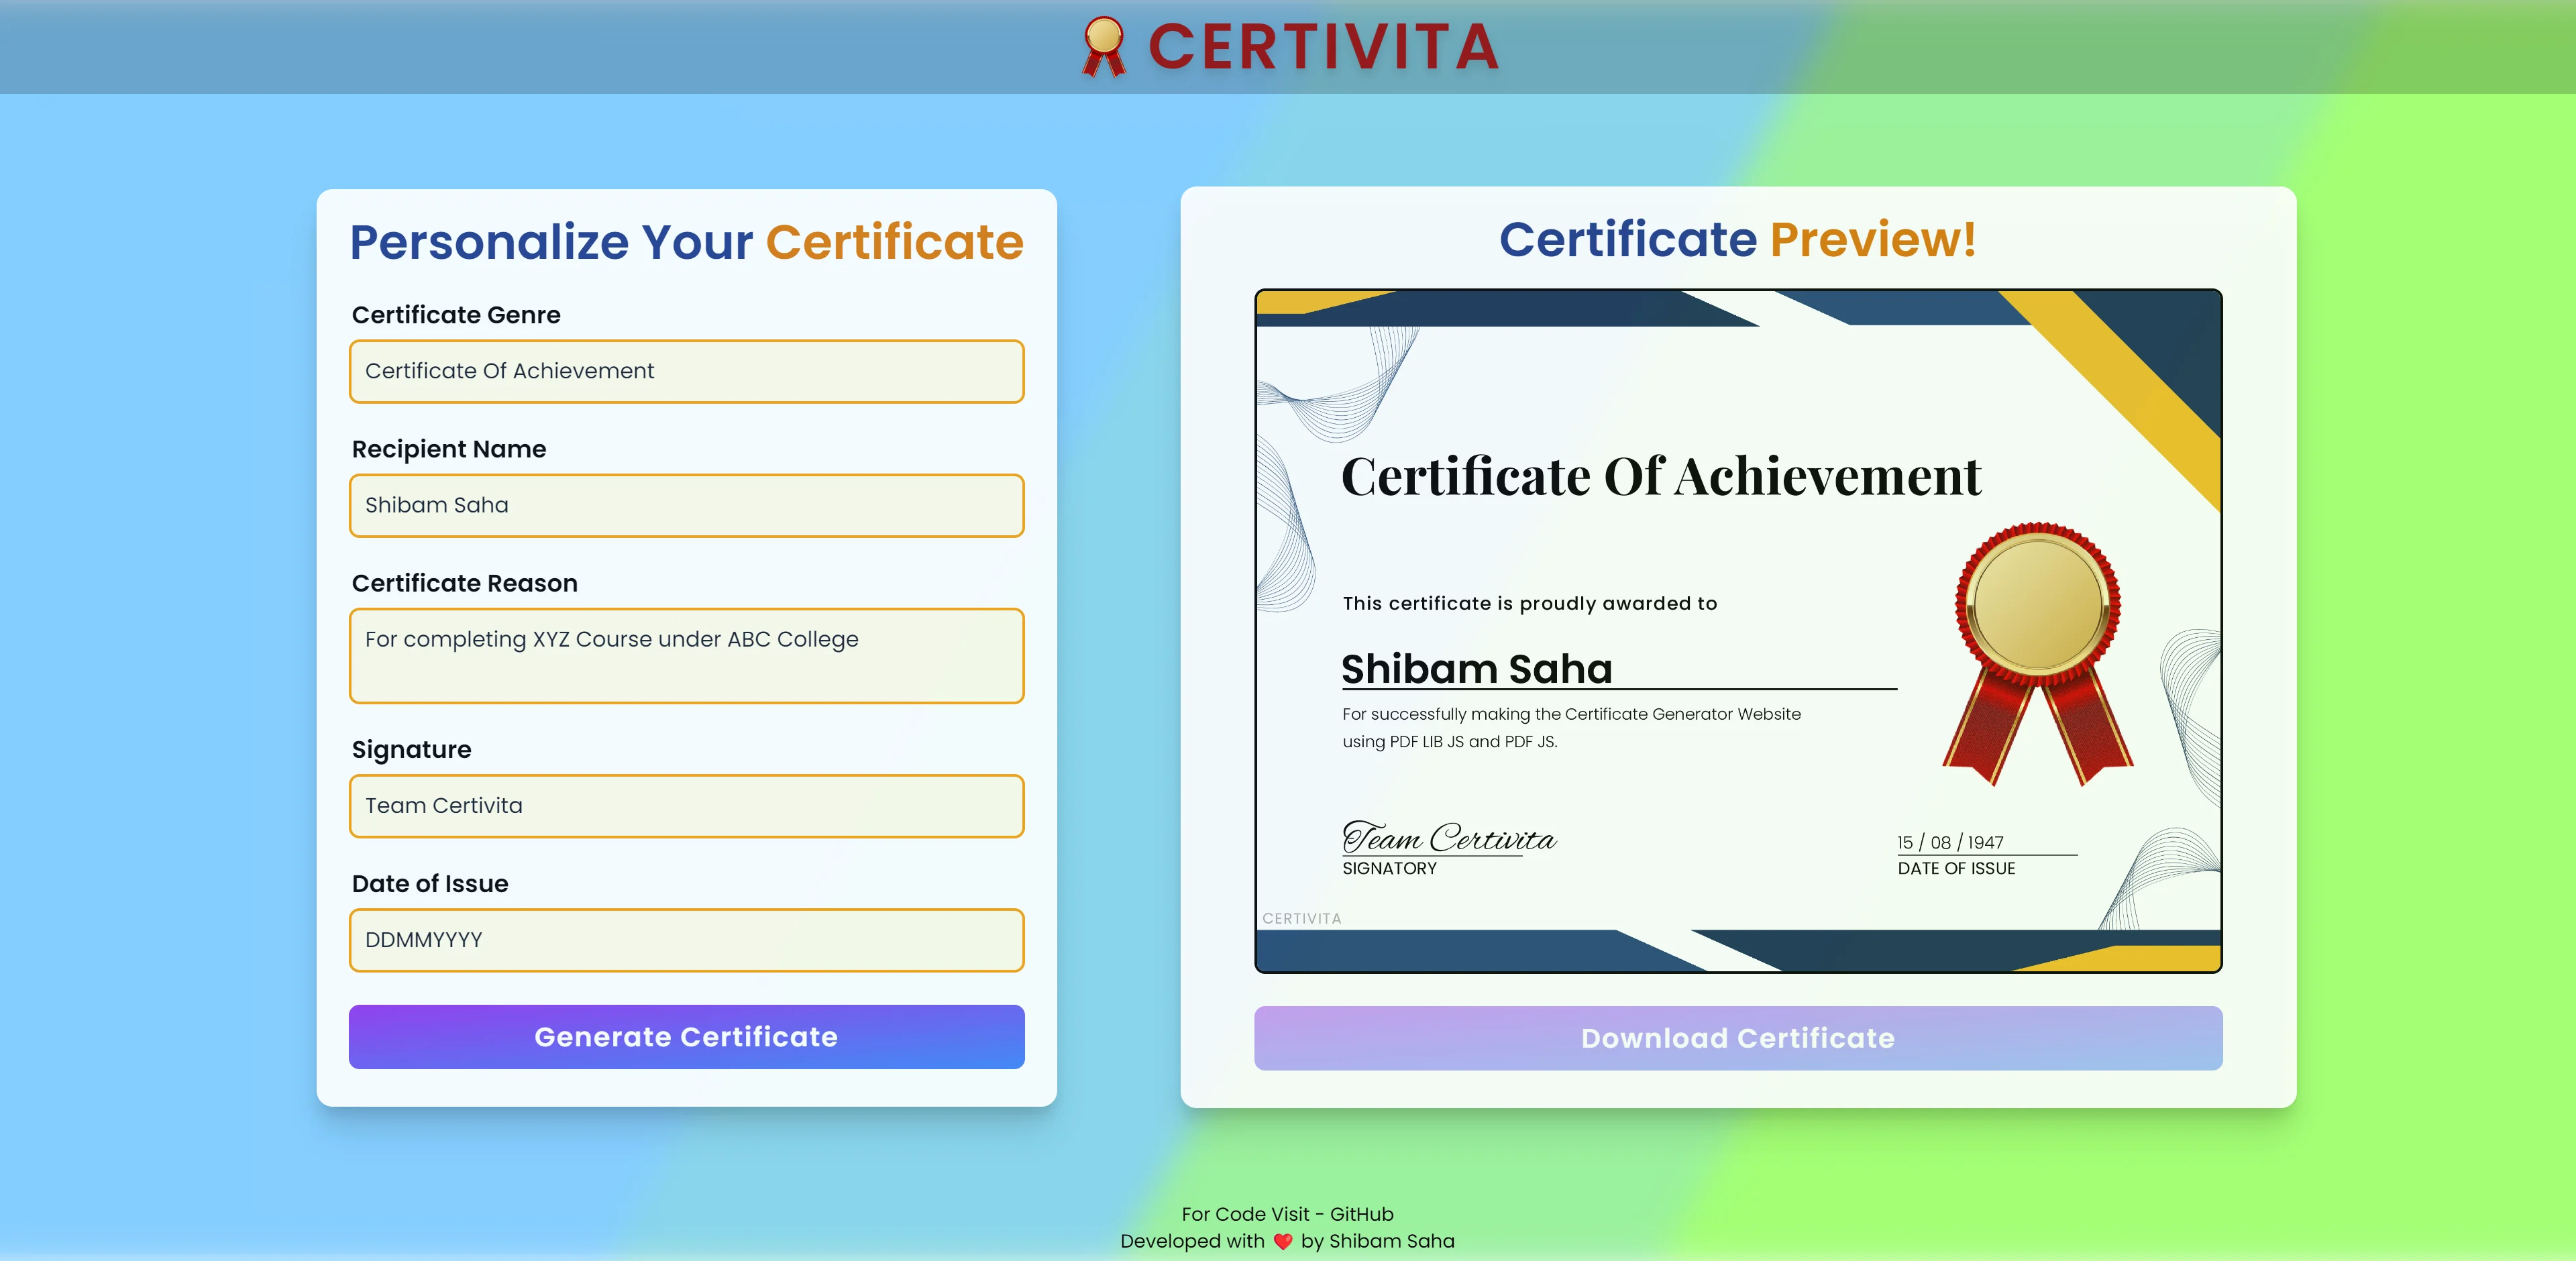 CERTIVITA
Personalize Your Certificate
Certificate Genre
Certificate Of Achievement
Recipient Name
Shibam Saha
Certificate Reason
For completing XYZ Course under ABC College
Signature
Team Certivita
Date of Issue
DDMMYYYY
Generate Certificate
Certificate Preview!
Certificate Of Achievement
This certificate is proudly awarded to
Shibam Saha
For successfully making the Certificate Generator Website
using PDF LIB JS and PDF JS.
Team Certivita
SIGNATORY
15 / 08 / 1947
DATE OF ISSUE
CERTIVITA
Download Certificate
For Code Visit - GitHub
Developed with ❤️ by Shibam Saha